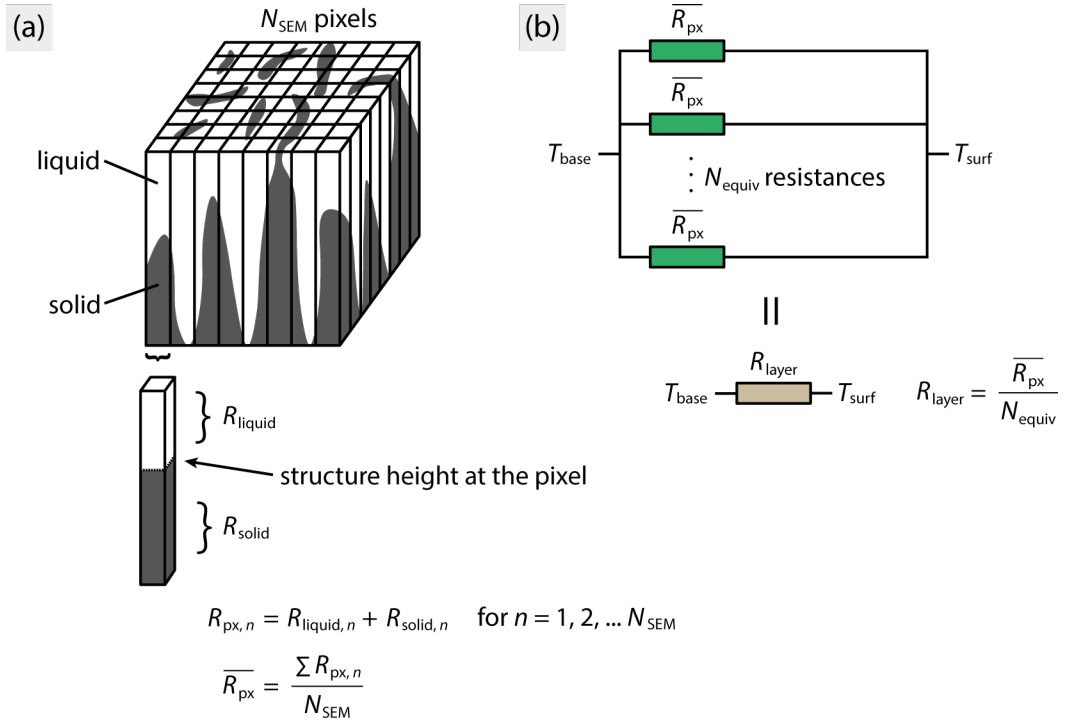 (a)
N_SEM pixels
liquid
solid
R_liquid
structure height at the pixel
R_solid
R_px, n = R_liquid, n + R_solid, n for n = 1, 2, ... N_SEM
R̅_px = ∑ R_px, n / N_SEM
(b)
R̅_px
R̅_px
T_base
T_surf
⋮ N_equiv resistances
R̅_px
=
R_layer
T_base
T_surf
R_layer = R̅_px / N_equiv